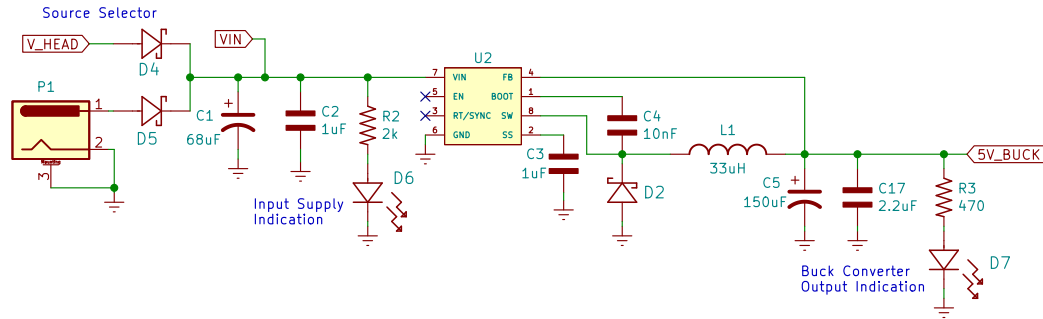 Source Selector
V_HEAD
D4
VIN
P1
1
2
3
D5
C1
68uF
C2
1uF
R2
2k
D6
Input Supply
Indication
U2
7
VIN
5
EN
3
RT/SYNC
6
GND
FB
4
BOOT
1
SW
8
SS
2
C4
10nF
C3
1uF
D2
L1
33uH
5V_BUCK
C5
150uF
C17
2.2uF
R3
470
D7
Buck Converter
Output Indication